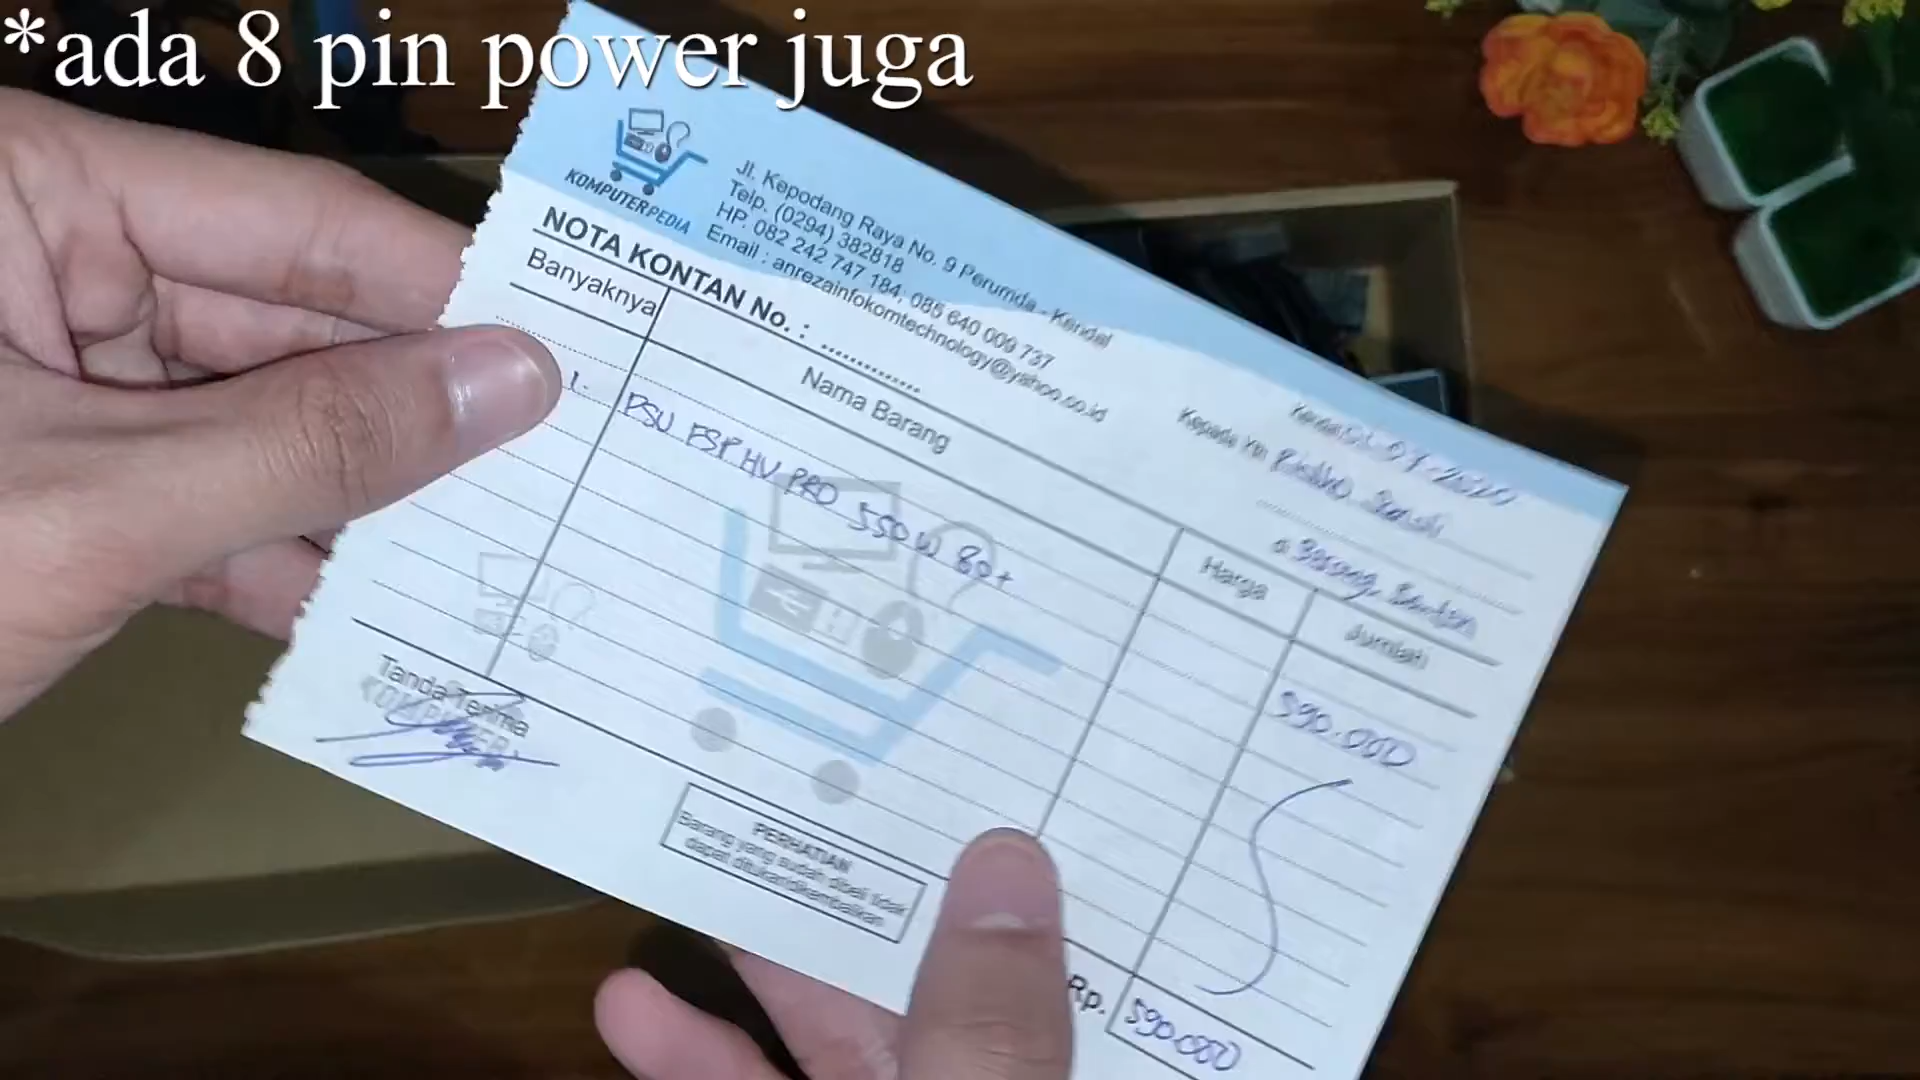 *ada 8 pin power juga
KOMPUTERPEDIA
Jl. Kepodang Raya No. 9 Perumda - Kendal
Telp. (0294) 382818
HP. 082 242 747 184; 085 640 009 737
Email : anrezainfokomtechnology@yahoo.co.id
NOTA KONTAN No. :
Kepada Yth
Banyaknya
Nama Barang
Harga
Jumlah
1.
PSU FSP HV PRO 550W 80+
590.000
Tanda Terima
PERHATIAN
Barang yang sudah dibeli tidak
dapat ditukar/dikembalikan
Rp.
590.000